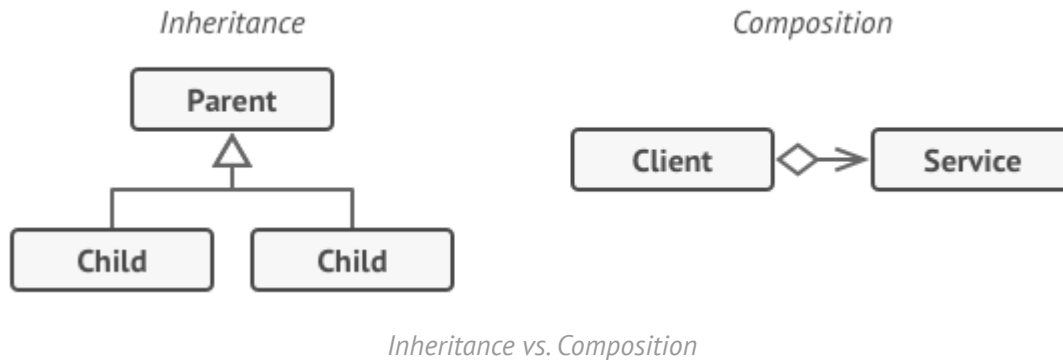 Inheritance
Composition
Parent
Client
Service
Child
Child
Inheritance vs. Composition